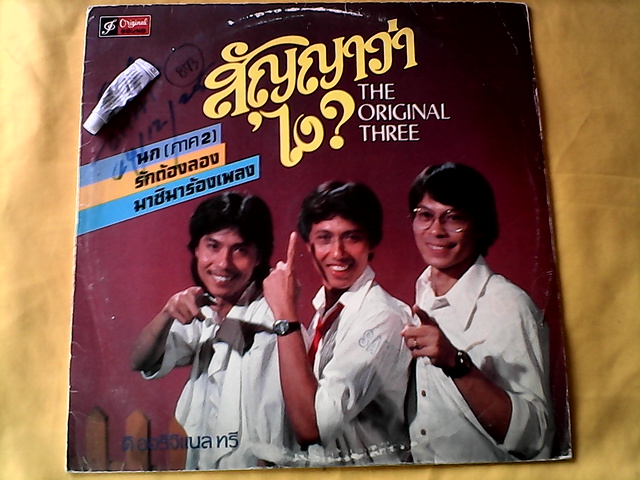 Original
สัญญาว่า
'ไง?
THE
ORIGINAL
THREE
นก (ภาค 2)
รักต้องลอง
มาซิมาร้องเพลง
ดิ ออริจิแนล ทรี